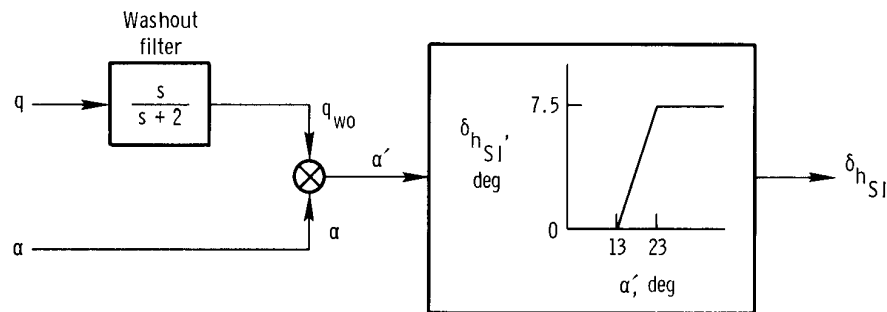 Washout
filter
q
s
s + 2
q wo
α′
α
α
δ h SI ,
deg
7.5
0
13 23
α′, deg
δ h SI